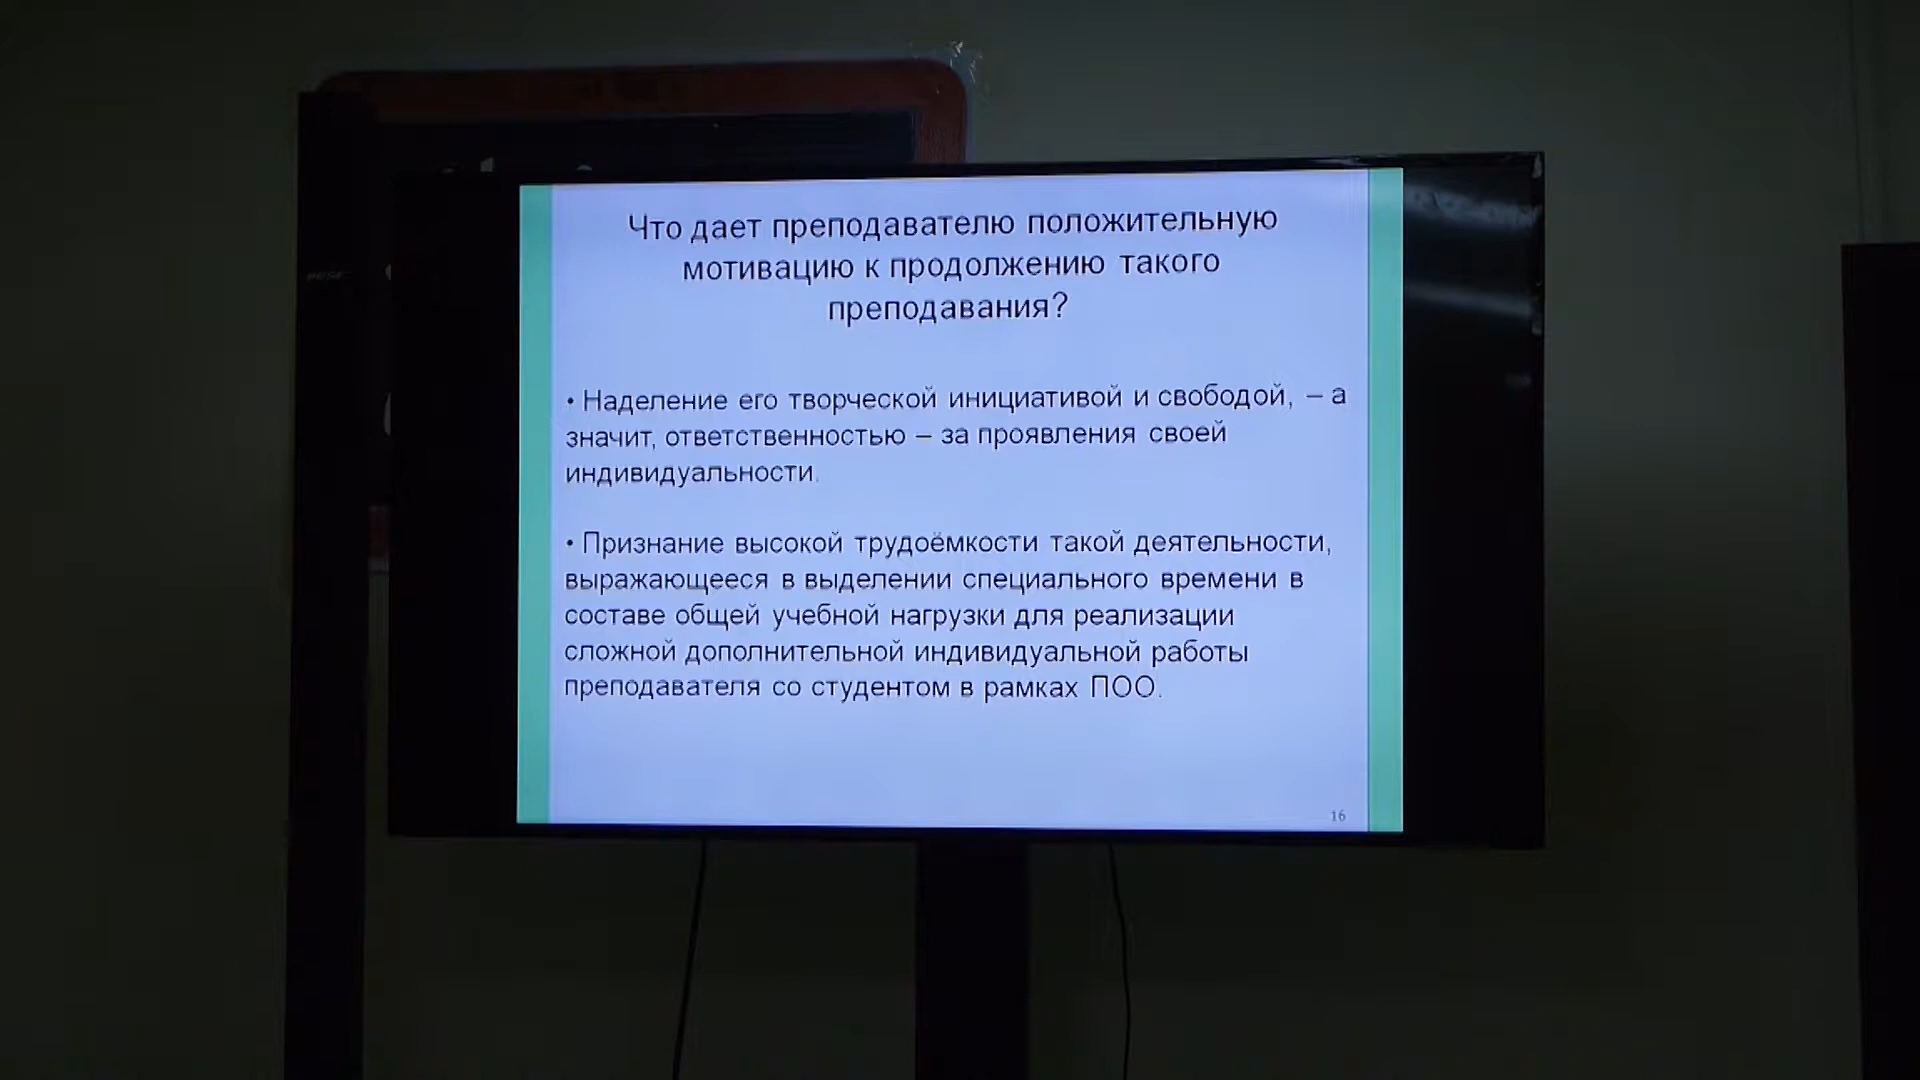 Что дает преподавателю положительную
мотивацию к продолжению такого
преподавания?
• Наделение его творческой инициативой и свободой, – а
значит, ответственностью – за проявления своей
индивидуальности.
• Признание высокой трудоёмкости такой деятельности,
выражающееся в выделении специального времени в
составе общей учебной нагрузки для реализации
сложной дополнительной индивидуальной работы
преподавателя со студентом в рамках ПОО.
16